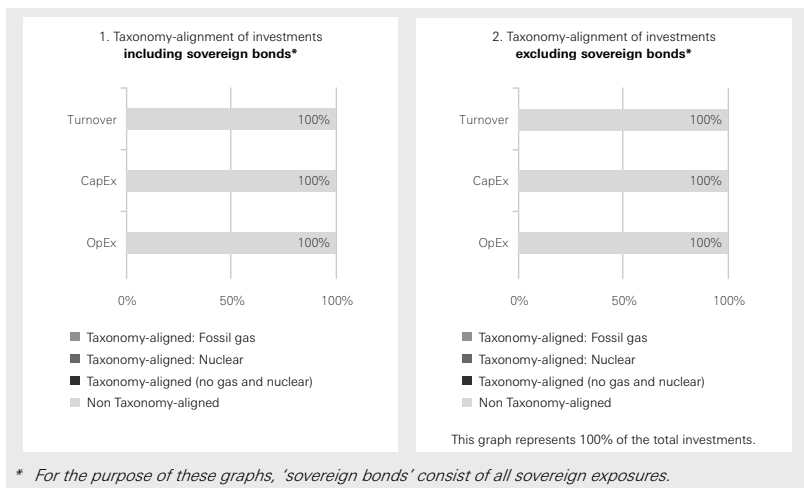 1. Taxonomy-alignment of investments
including sovereign bonds*
Turnover
100%
CapEx
100%
OpEx
100%
0%
50%
100%
Taxonomy-aligned: Fossil gas
Taxonomy-aligned: Nuclear
Taxonomy-aligned (no gas and nuclear)
Non Taxonomy-aligned
2. Taxonomy-alignment of investments
excluding sovereign bonds*
Turnover
100%
CapEx
100%
OpEx
100%
0%
50%
100%
Taxonomy-aligned: Fossil gas
Taxonomy-aligned: Nuclear
Taxonomy-aligned (no gas and nuclear)
Non Taxonomy-aligned
This graph represents 100% of the total investments.
* For the purpose of these graphs, ‘sovereign bonds’ consist of all sovereign exposures.